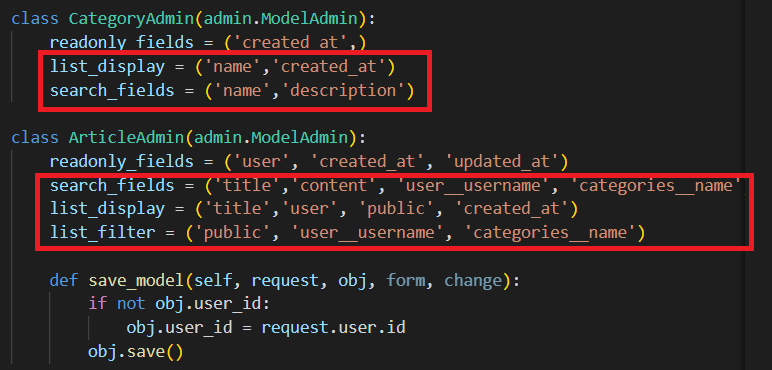 class CategoryAdmin(admin.ModelAdmin):
readonly_fields = ('created_at',)
list_display = ('name','created_at')
search_fields = ('name','description')
class ArticleAdmin(admin.ModelAdmin):
readonly_fields = ('user', 'created_at', 'updated_at')
search_fields = ('title','content', 'user__username', 'categories__name'
list_display = ('title','user', 'public', 'created_at')
list_filter = ('public', 'user__username', 'categories__name')
def save_model(self, request, obj, form, change):
if not obj.user_id:
obj.user_id = request.user.id
obj.save()